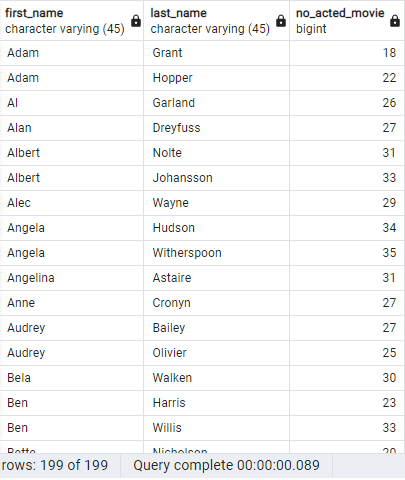 first_name last_name no_acted_movie
character varying (45) character varying (45) bigint
Adam Grant 18
Adam Hopper 22
Al Garland 26
Alan Dreyfuss 27
Albert Nolte 31
Albert Johansson 33
Alec Wayne 29
Angela Hudson 34
Angela Witherspoon 35
Angelina Astaire 31
Anne Cronyn 27
Audrey Bailey 27
Audrey Olivier 25
Bela Walken 30
Ben Harris 23
Ben Willis 33
Bette Nicholson 20
rows: 199 of 199 Query complete 00:00:00.089